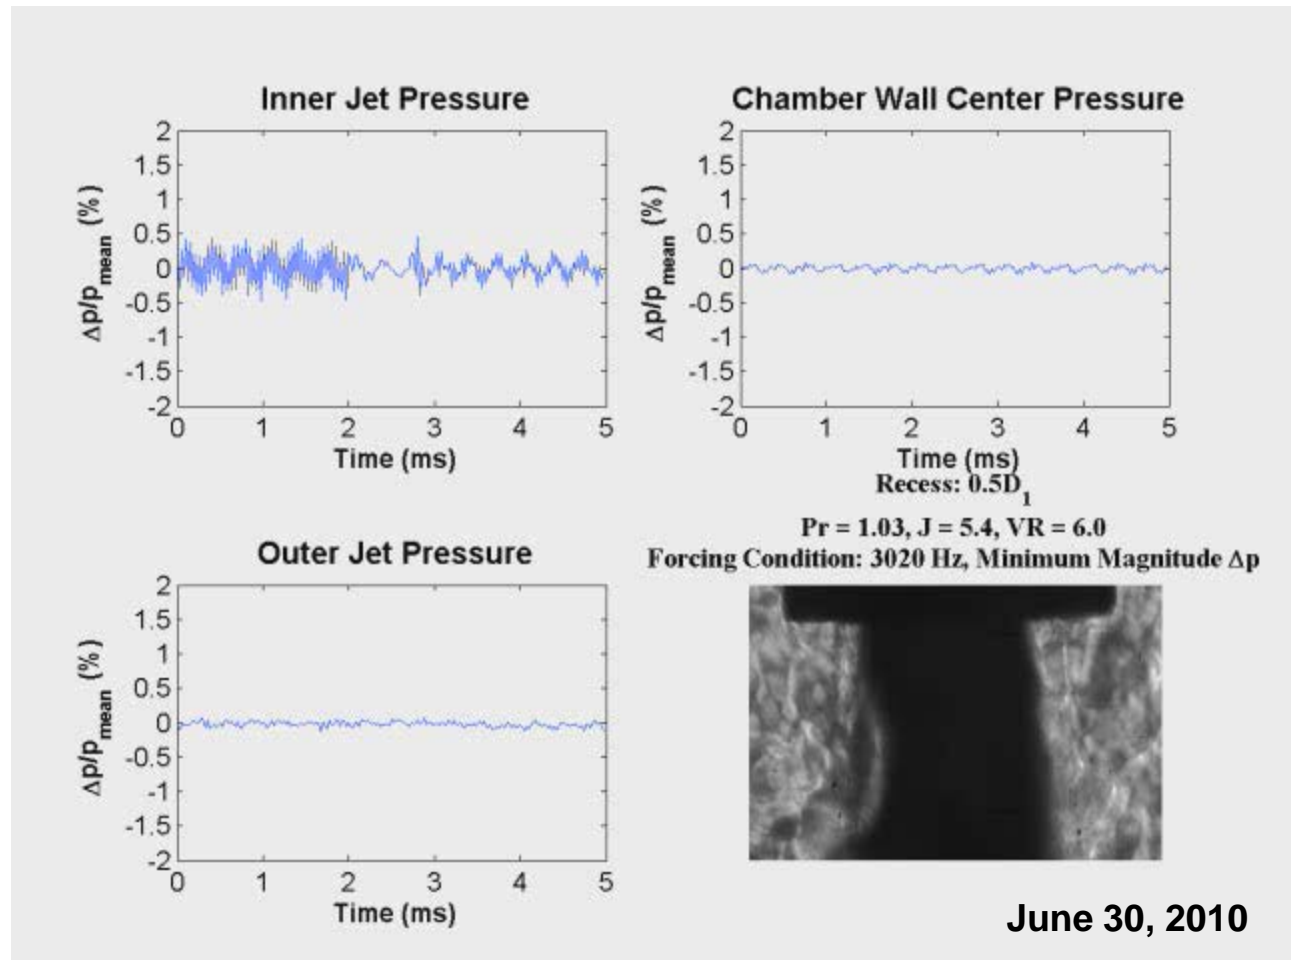 Inner Jet Pressure
2
1.5
1
0.5
0
-0.5
-1
-1.5
-2
Δp/p_mean (%)
0 1 2 3 4 5
Time (ms)
Chamber Wall Center Pressure
2
1.5
1
0.5
0
-0.5
-1
-1.5
-2
Δp/p_mean (%)
0 1 2 3 4 5
Time (ms)
Outer Jet Pressure
2
1.5
1
0.5
0
-0.5
-1
-1.5
-2
Δp/p_mean (%)
0 1 2 3 4 5
Time (ms)
Recess: 0.5D_1
Pr = 1.03, J = 5.4, VR = 6.0
Forcing Condition: 3020 Hz, Minimum Magnitude Δp
June 30, 2010